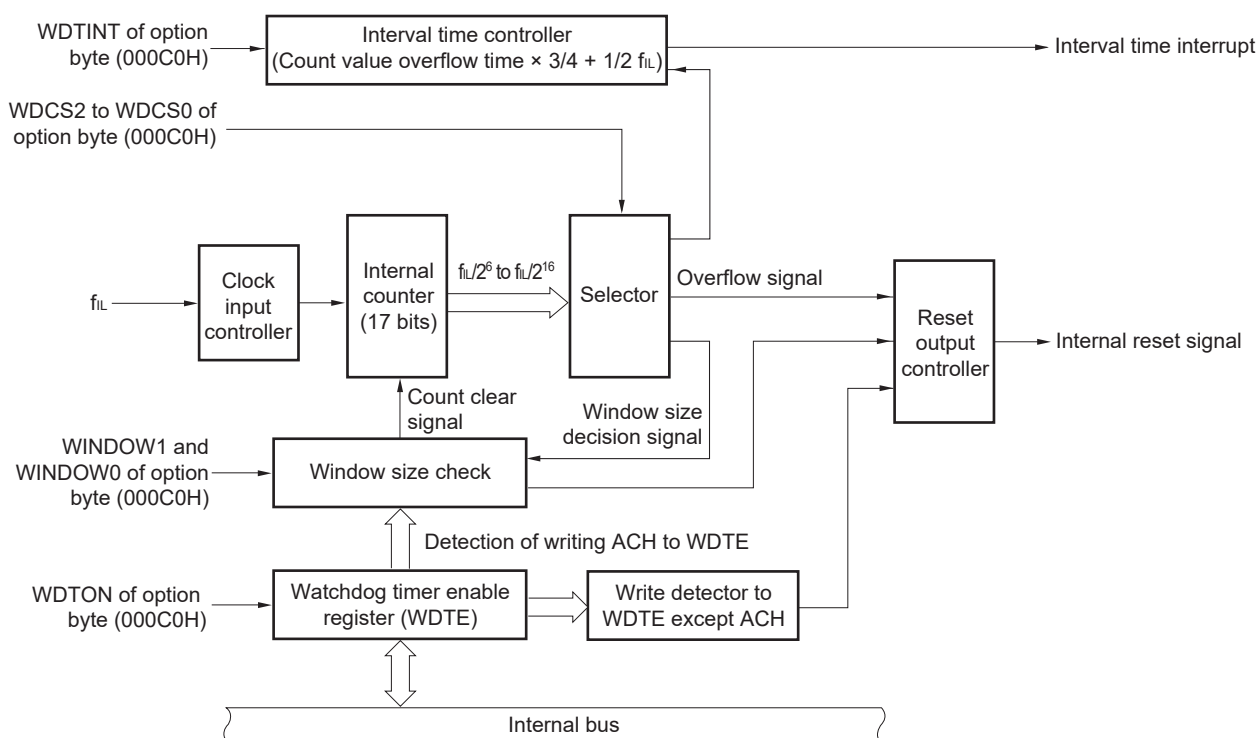 WDTINT of option
byte (000C0H)
Interval time controller
(Count value overflow time × 3/4 + 1/2 fIL)
Interval time interrupt
WDCS2 to WDCS0 of
option byte (000C0H)
fIL
Clock
input
controller
Internal
counter
(17 bits)
fIL/2⁶ to fIL/2¹⁶
Selector
Overflow signal
Reset
output
controller
Internal reset signal
Count clear
signal
Window size
decision signal
WINDOW1 and
WINDOW0 of option
byte (000C0H)
Window size check
Detection of writing ACH to WDTE
WDTON of option
byte (000C0H)
Watchdog timer enable
register (WDTE)
Write detector to
WDTE except ACH
Internal bus